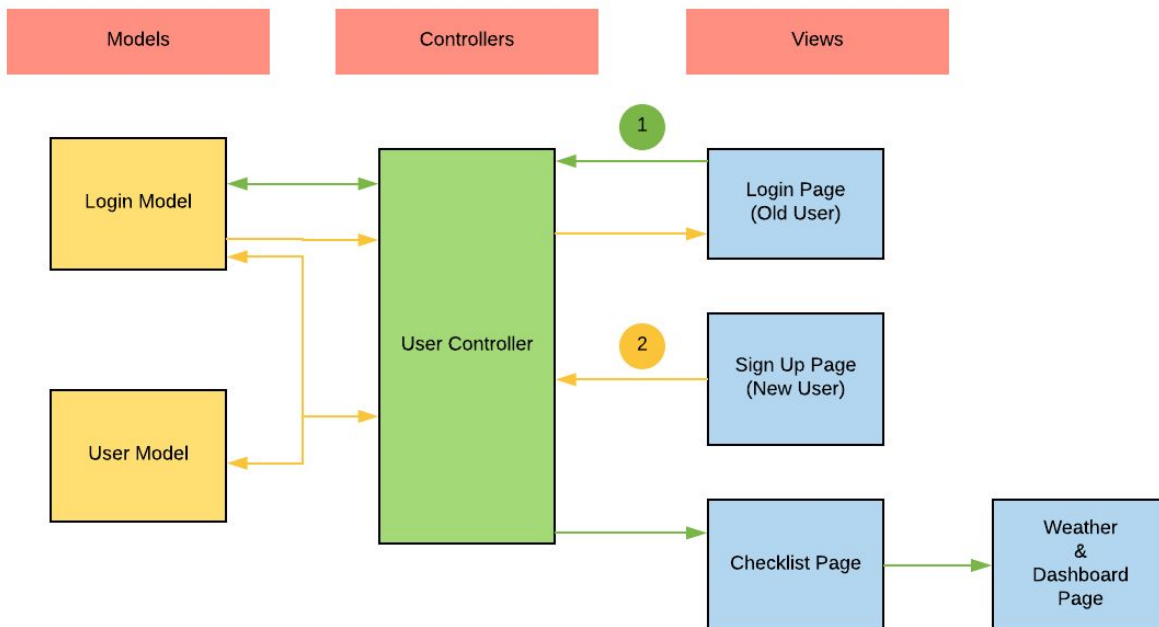 Models
Controllers
Views
1
Login Model
Login Page
(Old User)
User Controller
2
Sign Up Page
(New User)
User Model
Checklist Page
Weather
&
Dashboard
Page